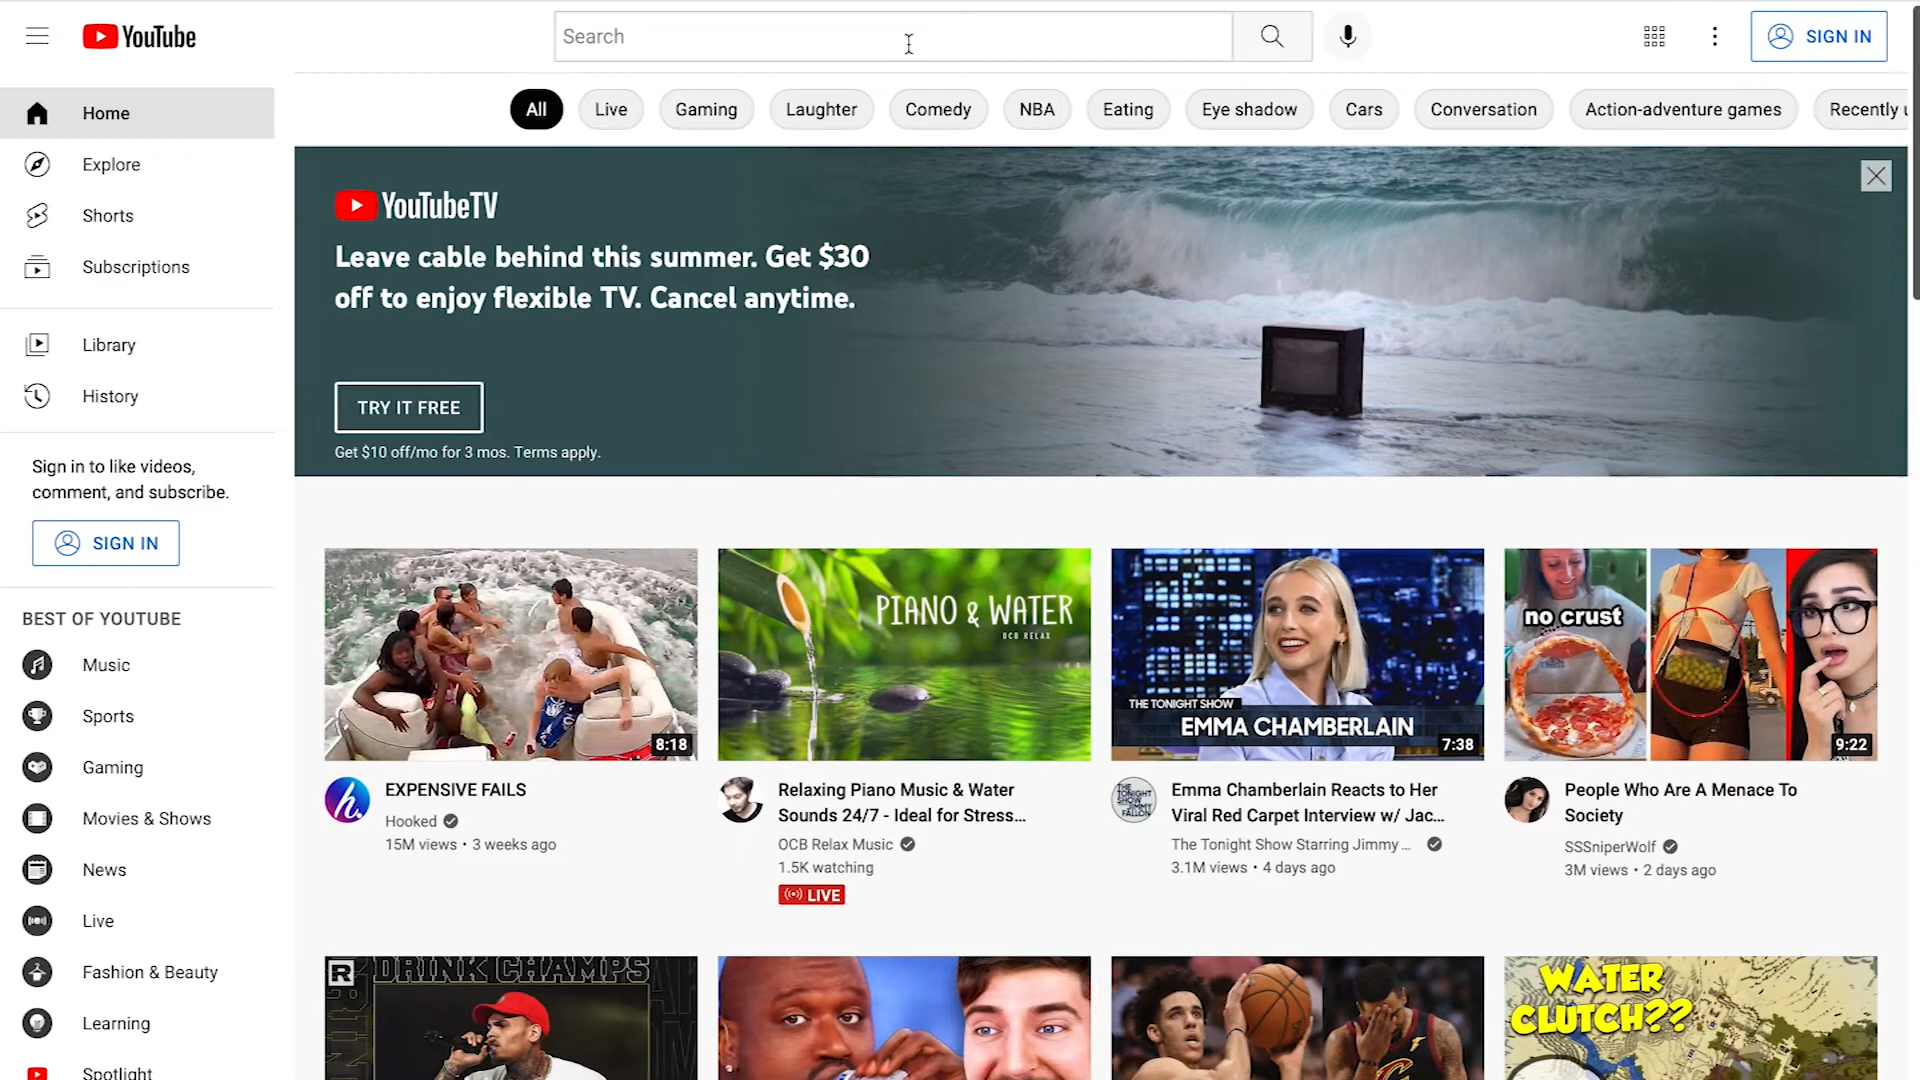 YouTube
Search
SIGN IN
Home
Explore
Shorts
Subscriptions
Library
History
Sign in to like videos,
comment, and subscribe.
SIGN IN
BEST OF YOUTUBE
Music
Sports
Gaming
Movies & Shows
News
Live
Fashion & Beauty
Learning
Spotlight
All
Live
Gaming
Laughter
Comedy
NBA
Eating
Eye shadow
Cars
Conversation
Action-adventure games
Recently u
YouTubeTV
Leave cable behind this summer. Get $30
off to enjoy flexible TV. Cancel anytime.
TRY IT FREE
Get $10 off/mo for 3 mos. Terms apply.
8:18
h.
EXPENSIVE FAILS
Hooked
15M views • 3 weeks ago
PIANO & WATER
OCB RELAX
Relaxing Piano Music & Water
Sounds 24/7 - Ideal for Stress...
OCB Relax Music
1.5K watching
LIVE
THE TONIGHT SHOW
EMMA CHAMBERLAIN
7:38
THE
TONIGHT
SHOW
JIMMY
FALLON
Emma Chamberlain Reacts to Her
Viral Red Carpet Interview w/ Jac...
The Tonight Show Starring Jimmy ...
3.1M views • 4 days ago
no crust
9:22
People Who Are A Menace To
Society
SSSniperWolf
3M views • 2 days ago
R
DRINK CHAMPS
WATER
CLUTCH??